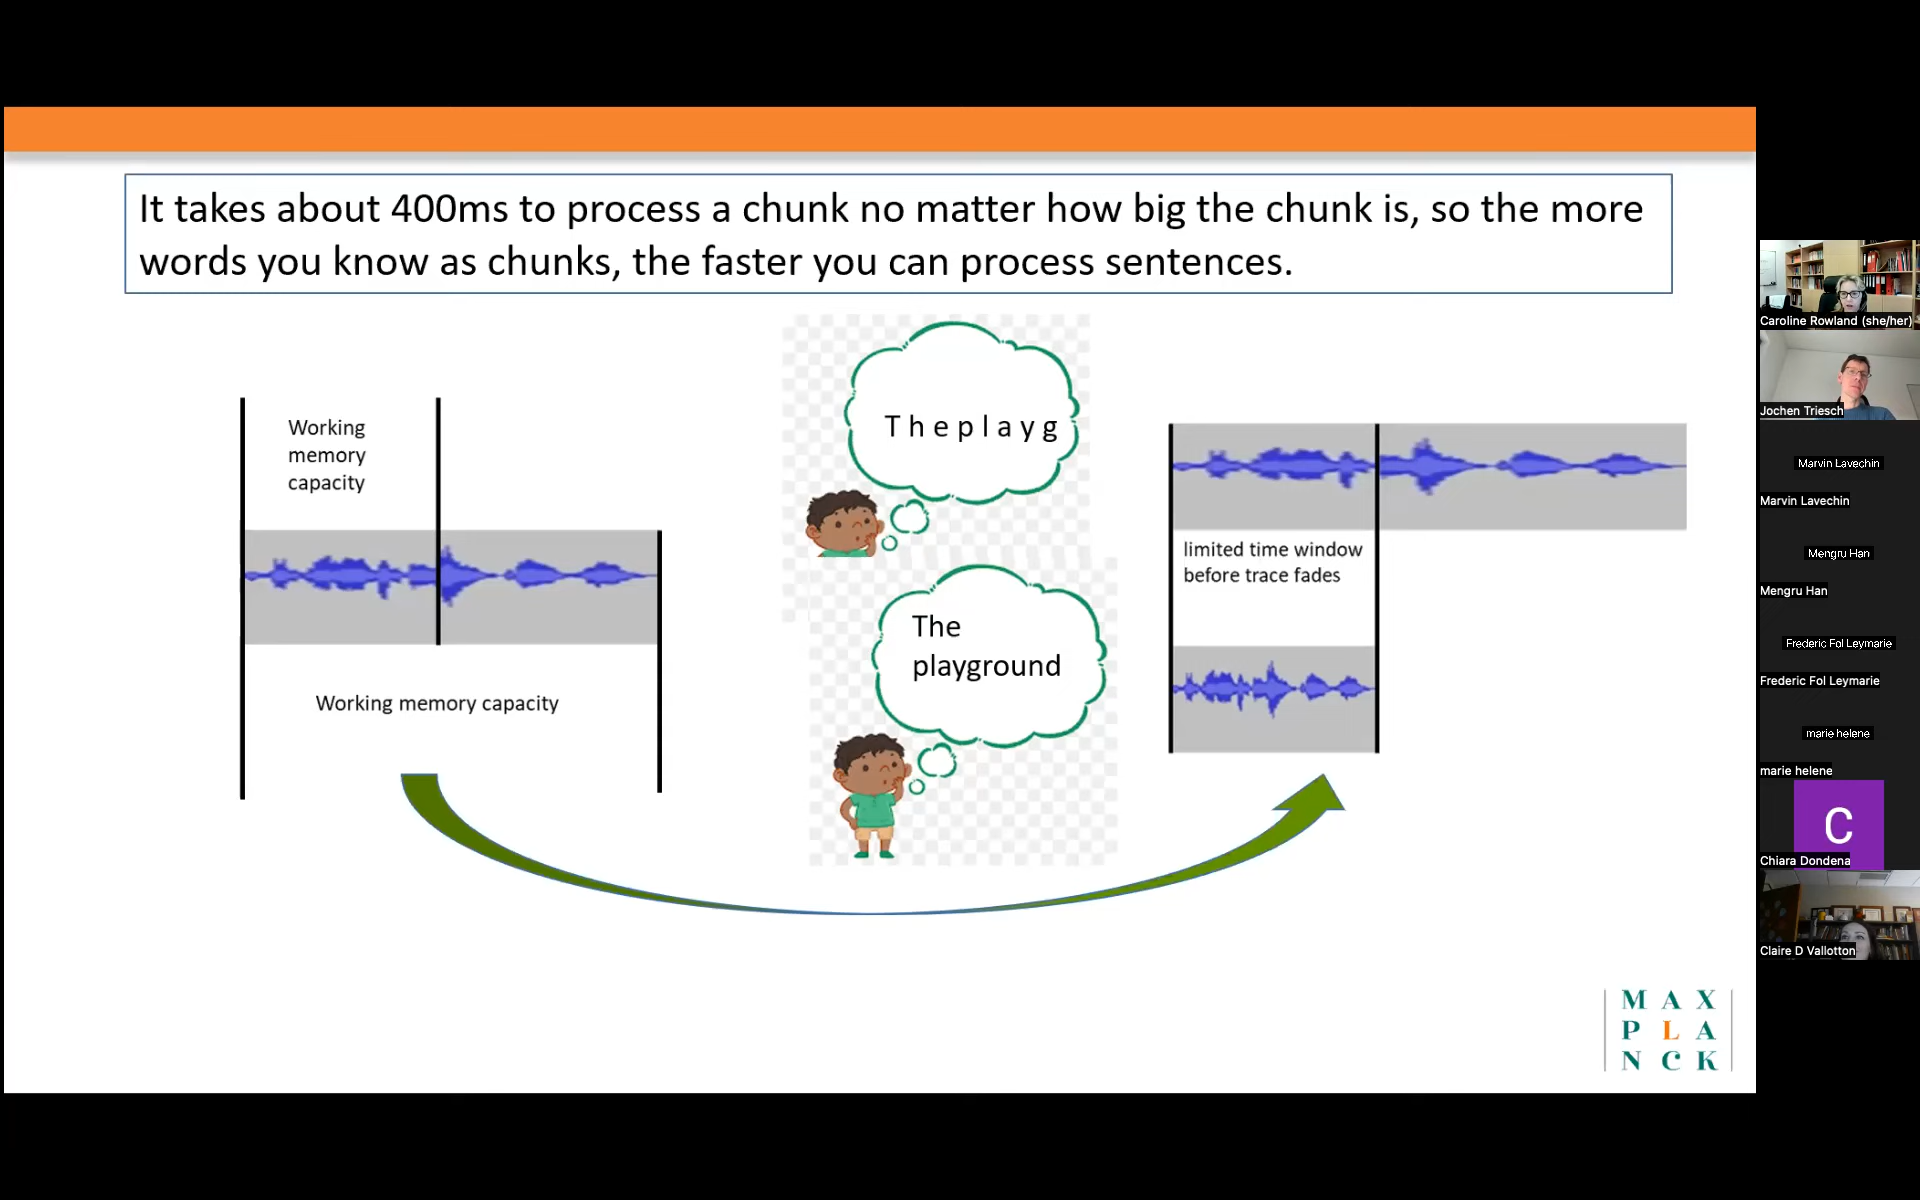 It takes about 400ms to process a chunk no matter how big the chunk is, so the more
words you know as chunks, the faster you can process sentences.
Working
memory
capacity
Working memory capacity
T h e p l a y g
The
playground
limited time window
before trace fades
M A X
P L A
N C K
Caroline Rowland (she/her)
Jochen Triesch
Marvin Lavechin
Marvin Lavechin
Mengru Han
Mengru Han
Frederic Fol Leymarie
Frederic Fol Leymarie
marie helene
marie helene
C
Chiara Dondena
Claire D Vallotton